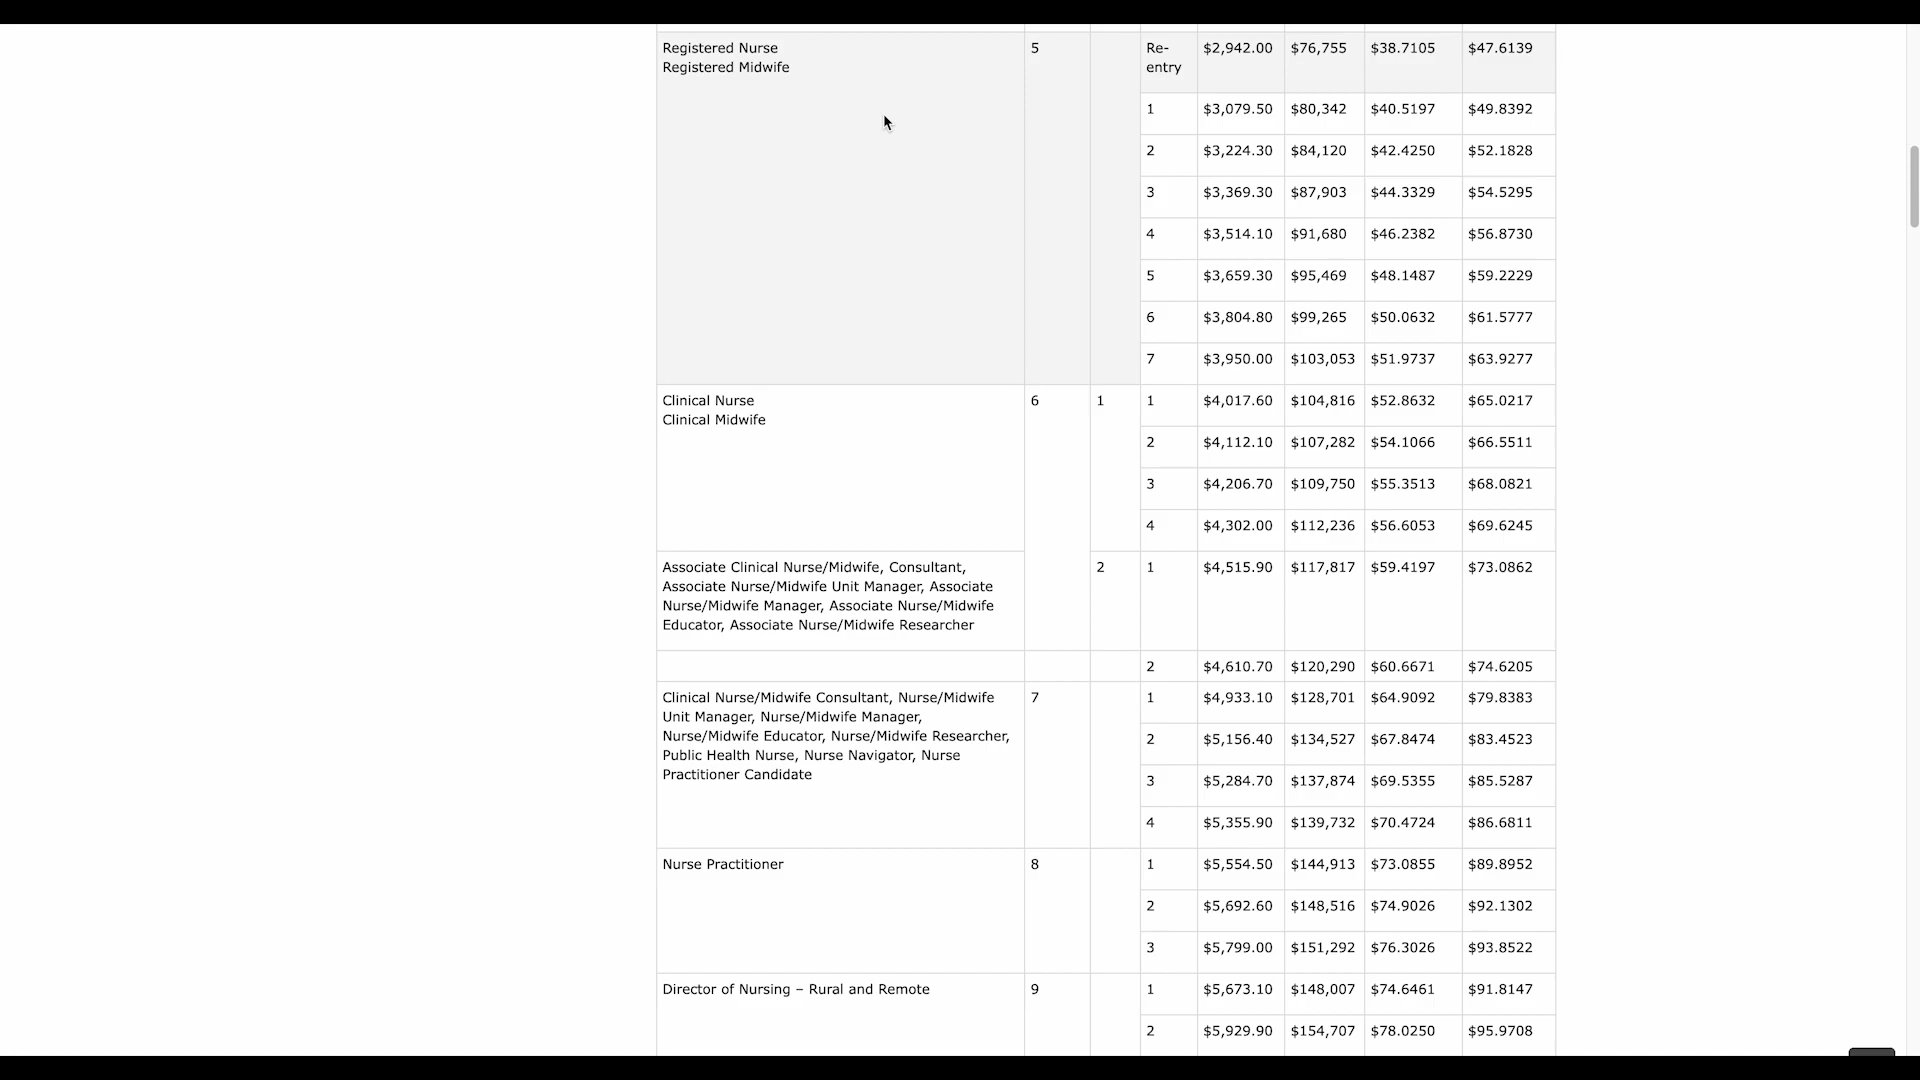 Registered Nurse 5 Re- $2,942.00 $76,755 $38.7105 $47.6139
Registered Midwife entry
1 $3,079.50 $80,342 $40.5197 $49.8392
2 $3,224.30 $84,120 $42.4250 $52.1828
3 $3,369.30 $87,903 $44.3329 $54.5295
4 $3,514.10 $91,680 $46.2382 $56.8730
5 $3,659.30 $95,469 $48.1487 $59.2229
6 $3,804.80 $99,265 $50.0632 $61.5777
7 $3,950.00 $103,053 $51.9737 $63.9277
Clinical Nurse 6 1 1 $4,017.60 $104,816 $52.8632 $65.0217
Clinical Midwife
2 $4,112.10 $107,282 $54.1066 $66.5511
3 $4,206.70 $109,750 $55.3513 $68.0821
4 $4,302.00 $112,236 $56.6053 $69.6245
Associate Clinical Nurse/Midwife, Consultant, 2 1 $4,515.90 $117,817 $59.4197 $73.0862
Associate Nurse/Midwife Unit Manager, Associate
Nurse/Midwife Manager, Associate Nurse/Midwife
Educator, Associate Nurse/Midwife Researcher
2 $4,610.70 $120,290 $60.6671 $74.6205
Clinical Nurse/Midwife Consultant, Nurse/Midwife 7 1 $4,933.10 $128,701 $64.9092 $79.8383
Unit Manager, Nurse/Midwife Manager,
Nurse/Midwife Educator, Nurse/Midwife Researcher, 2 $5,156.40 $134,527 $67.8474 $83.4523
Public Health Nurse, Nurse Navigator, Nurse
Practitioner Candidate 3 $5,284.70 $137,874 $69.5355 $85.5287
4 $5,355.90 $139,732 $70.4724 $86.6811
Nurse Practitioner 8 1 $5,554.50 $144,913 $73.0855 $89.8952
2 $5,692.60 $148,516 $74.9026 $92.1302
3 $5,799.00 $151,292 $76.3026 $93.8522
Director of Nursing – Rural and Remote 9 1 $5,673.10 $148,007 $74.6461 $91.8147
2 $5,929.90 $154,707 $78.0250 $95.9708